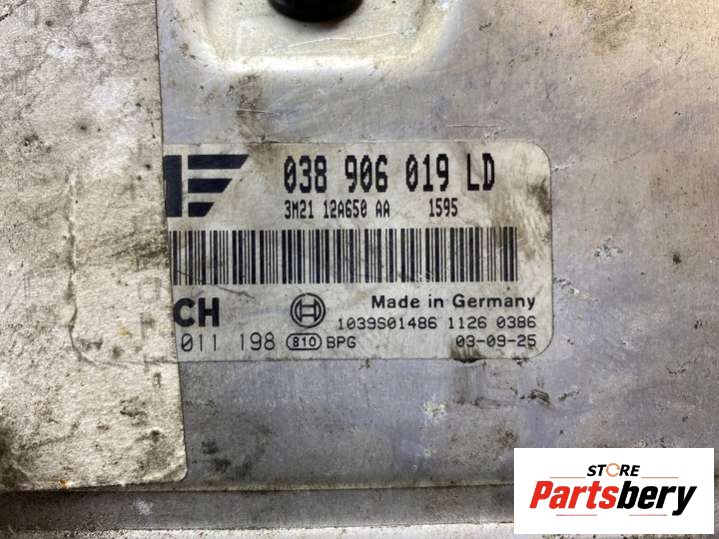 038 906 019 LD
3M21 12A650 AA 1595
CH
Made in Germany
1039S01486 1126 0386
011 198 810 BPG 03-09-25
STORE
Partsbery